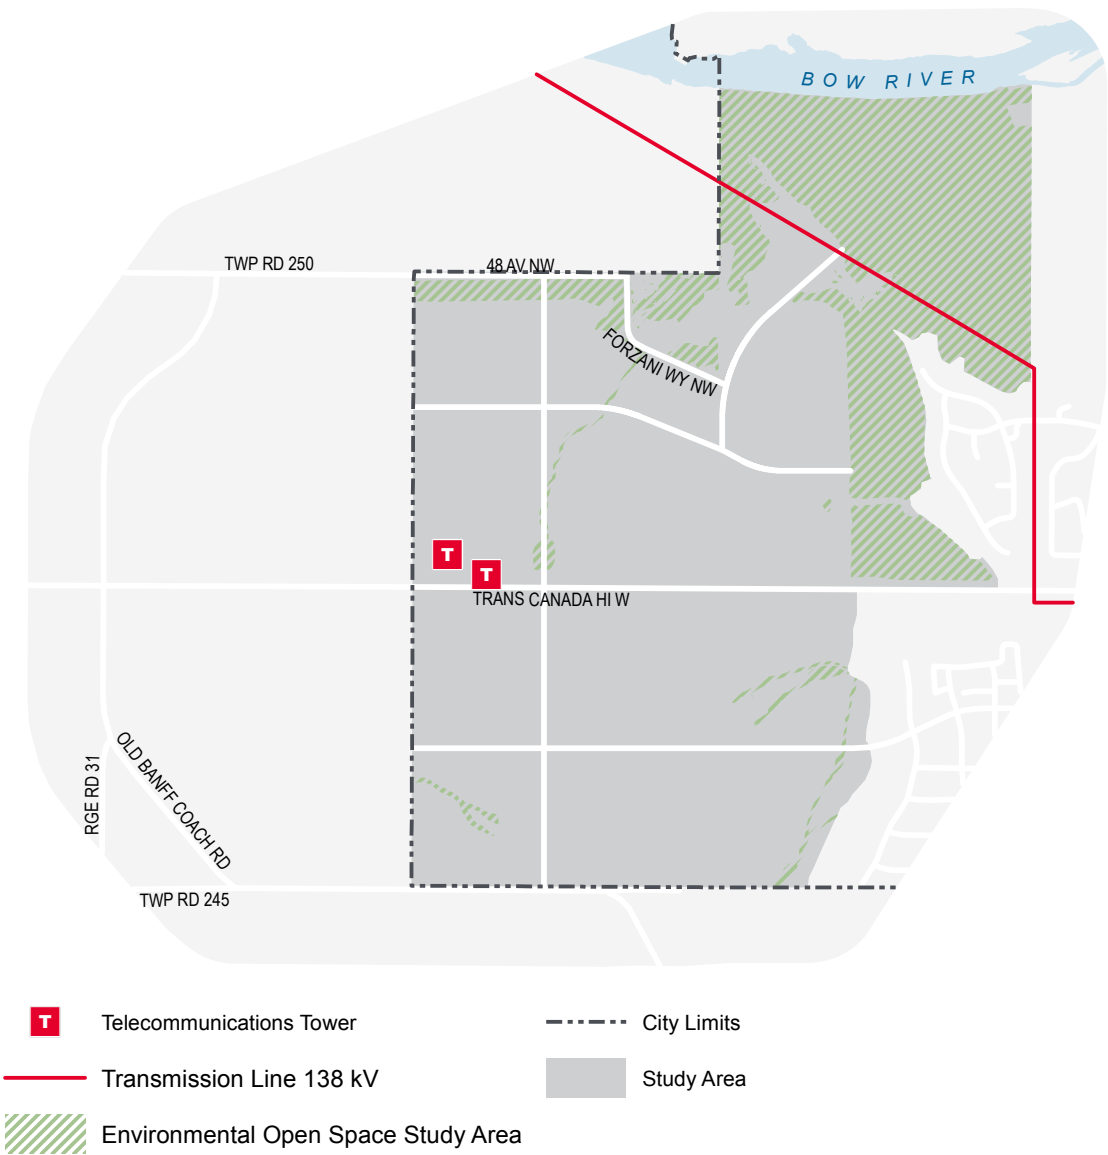 BOW RIVER
TWP RD 250
48 AV NW
FORZANI WY NW
T
T
TRANS CANADA HI W
OLD BANFF COACH RD
RGE RD 31
TWP RD 245
T Telecommunications Tower
City Limits
Transmission Line 138 kV
Study Area
Environmental Open Space Study Area